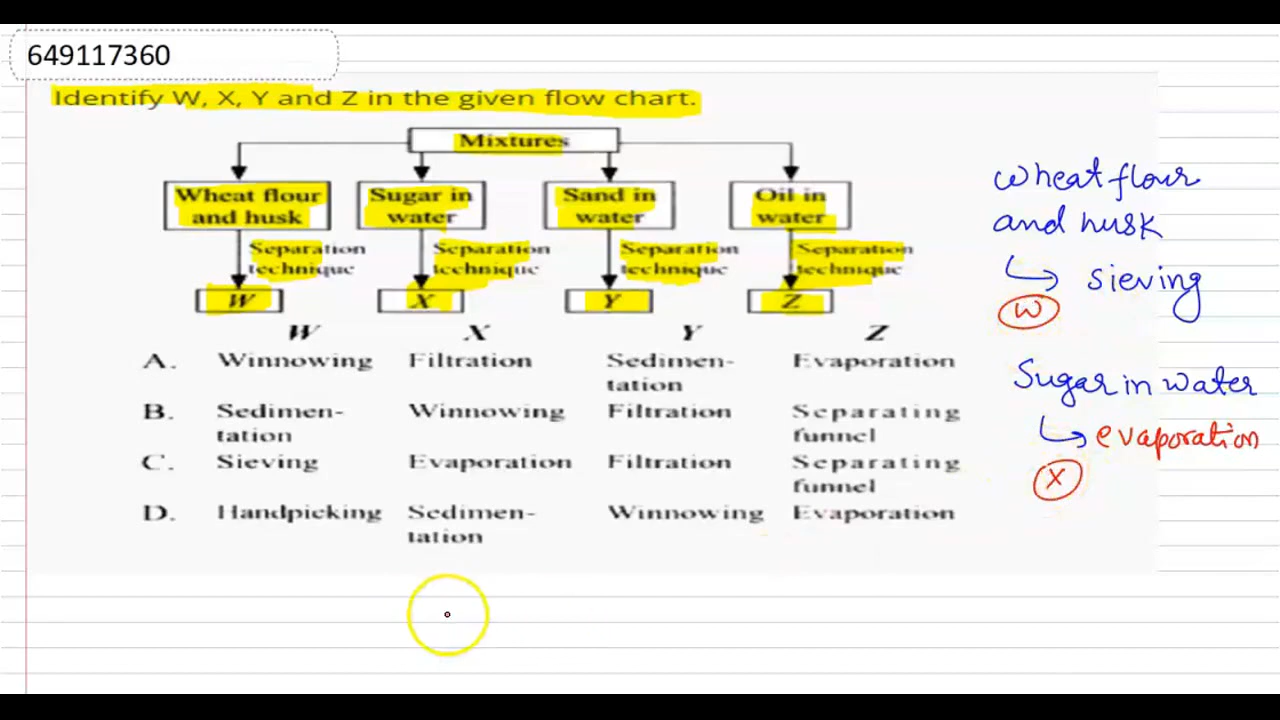 649117360
Identify W, X, Y and Z in the given flow chart.
Mixtures
Wheat flour and husk
Sugar in water
Sand in water
Oil in water
Separation technique
Separation technique
Separation technique
Separation technique
W X Y Z
W X Y Z
A. Winnowing Filtration Sedimen-tation Evaporation
B. Sedimen-tation Winnowing Filtration Separating funnel
C. Sieving Evaporation Filtration Separating funnel
D. Handpicking Sedimen-tation Winnowing Evaporation
wheat flour
and husk
sieving
W
Sugar in water
evaporation
X